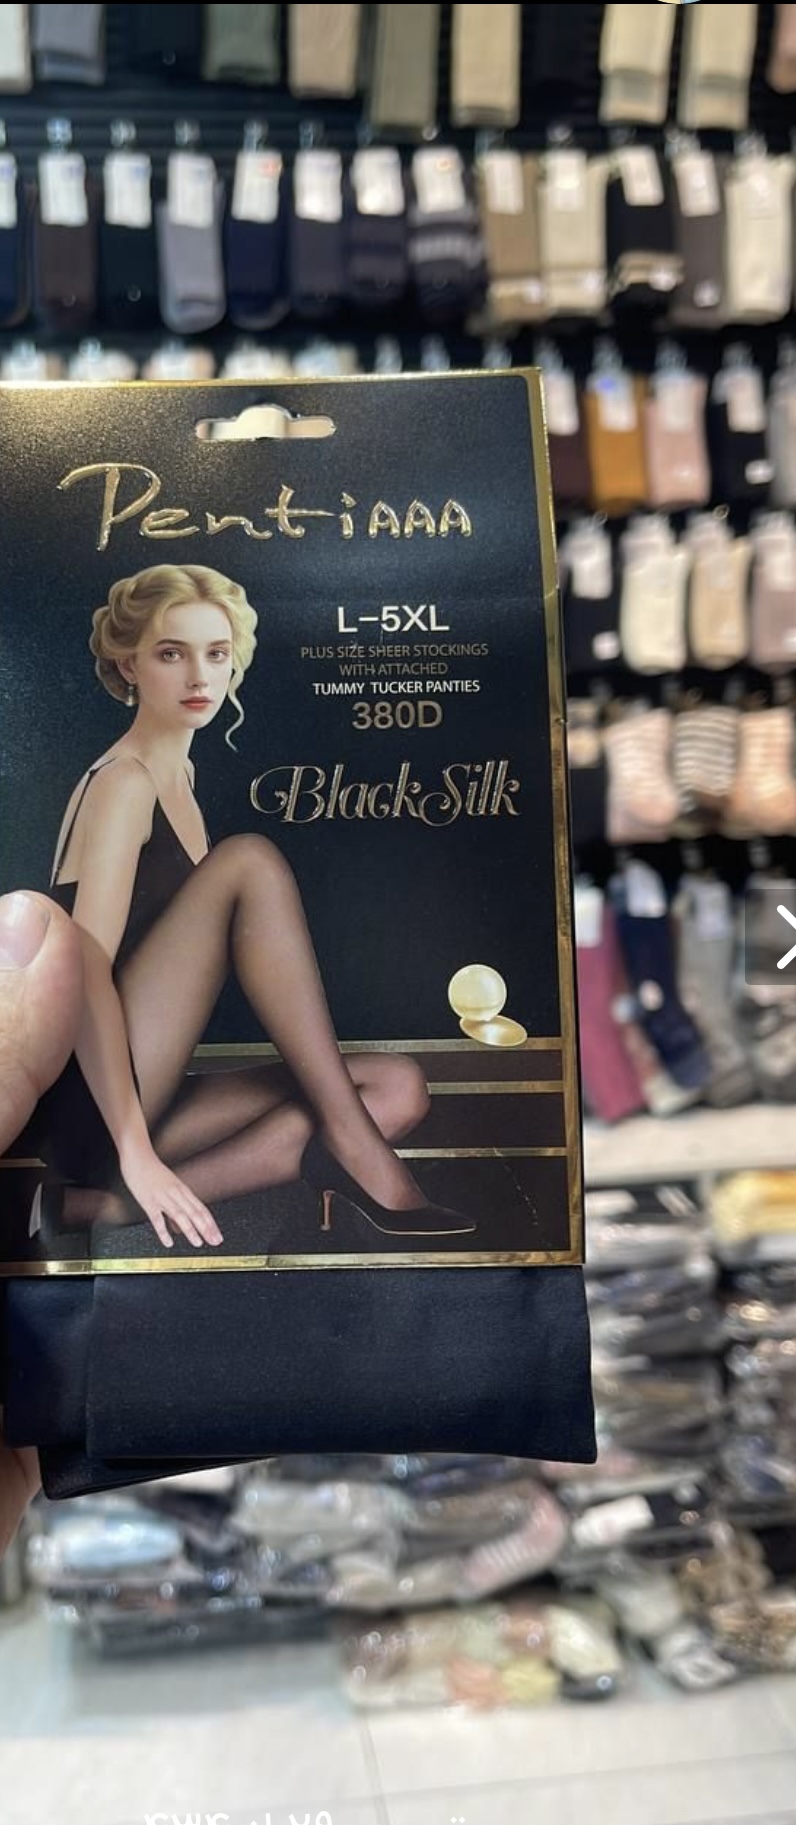 PentiAAA
L-5XL
PLUS SIZE SHEER STOCKINGS
WITH ATTACHED
TUMMY TUCKER PANTIES
380D
BlackSilk